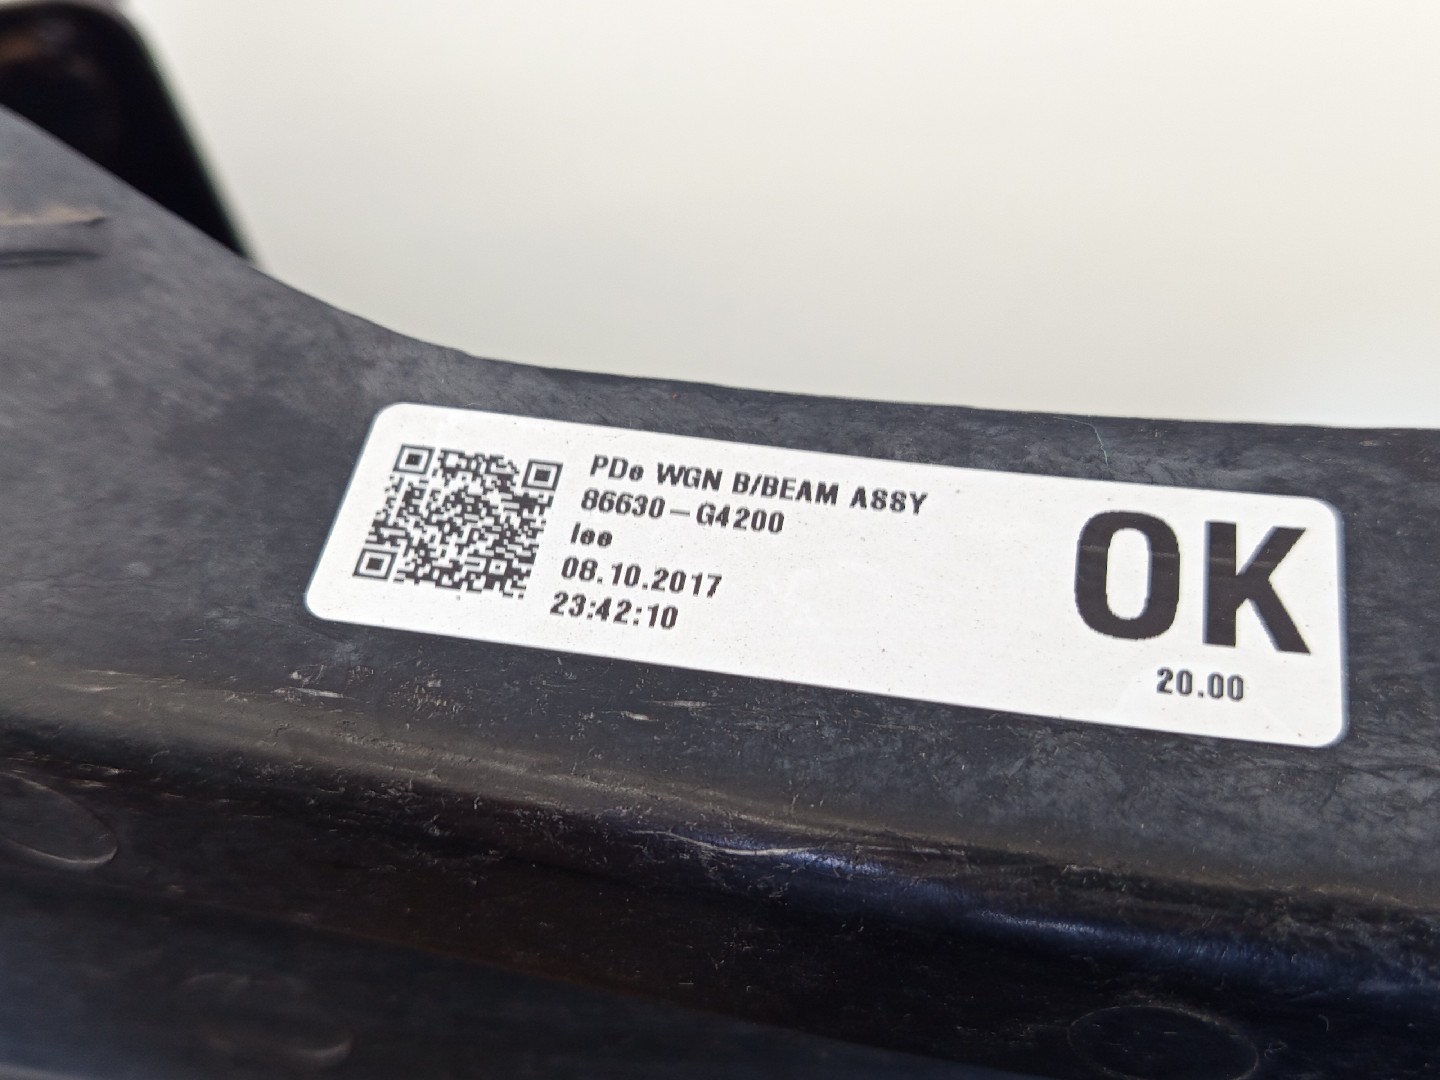 PDe WGN B/BEAM ASSY
86630-G4200
lee
08.10.2017
23:42:10
OK
20.00